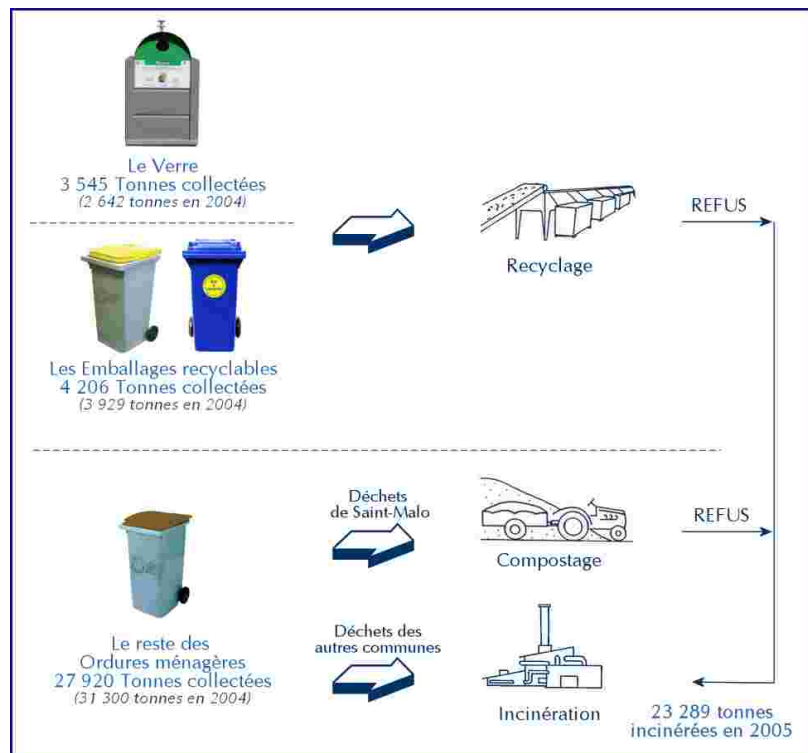 Le Verre
3 545 Tonnes collectées
(2 642 tonnes en 2004)
REFUS
Recyclage
Les Emballages recyclables
4 206 Tonnes collectées
(3 929 tonnes en 2004)
Déchets
de Saint-Malo
REFUS
Compostage
Le reste des
Ordures ménagères
27 920 Tonnes collectées
(31 300 tonnes en 2004)
Déchets des
autres communes
Incinération
23 289 tonnes
incinérées en 2005